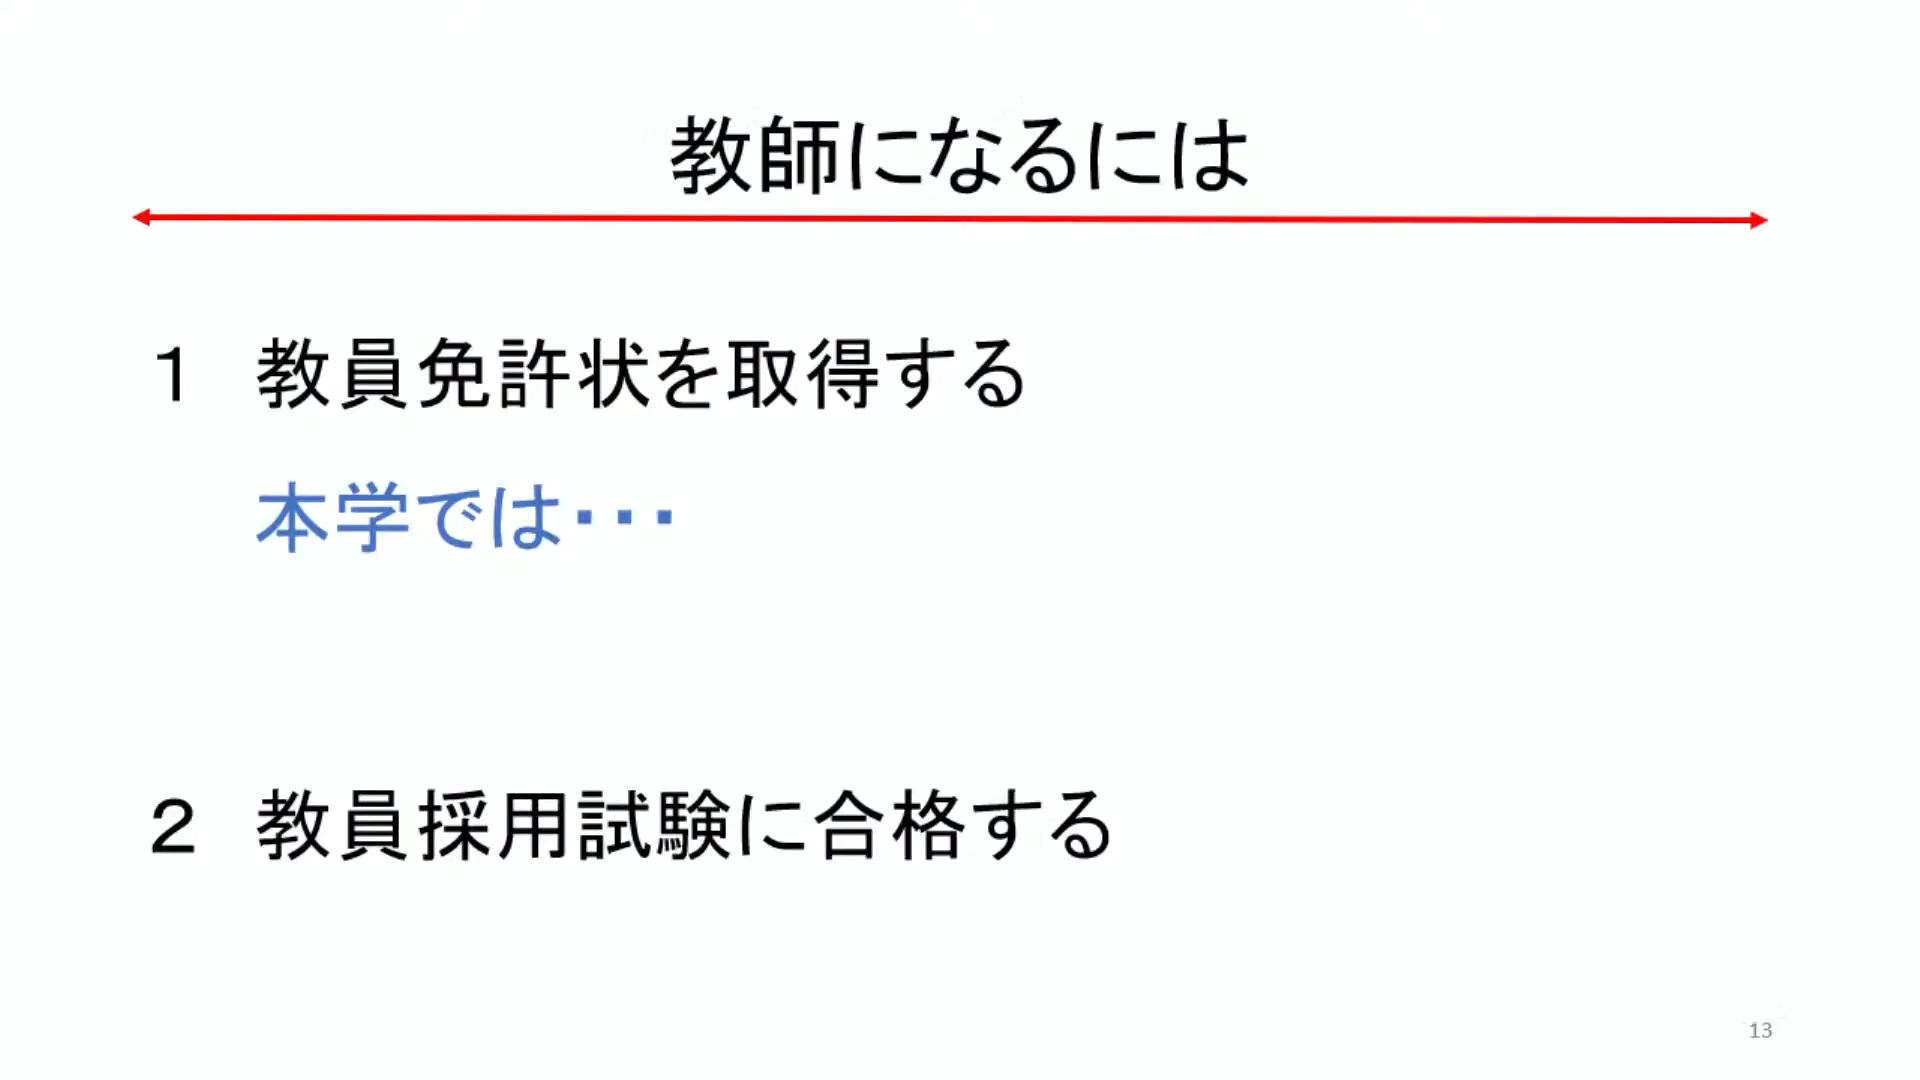 教師になるには
１　教員免許状を取得する
本学では・・・
２　教員採用試験に合格する
13